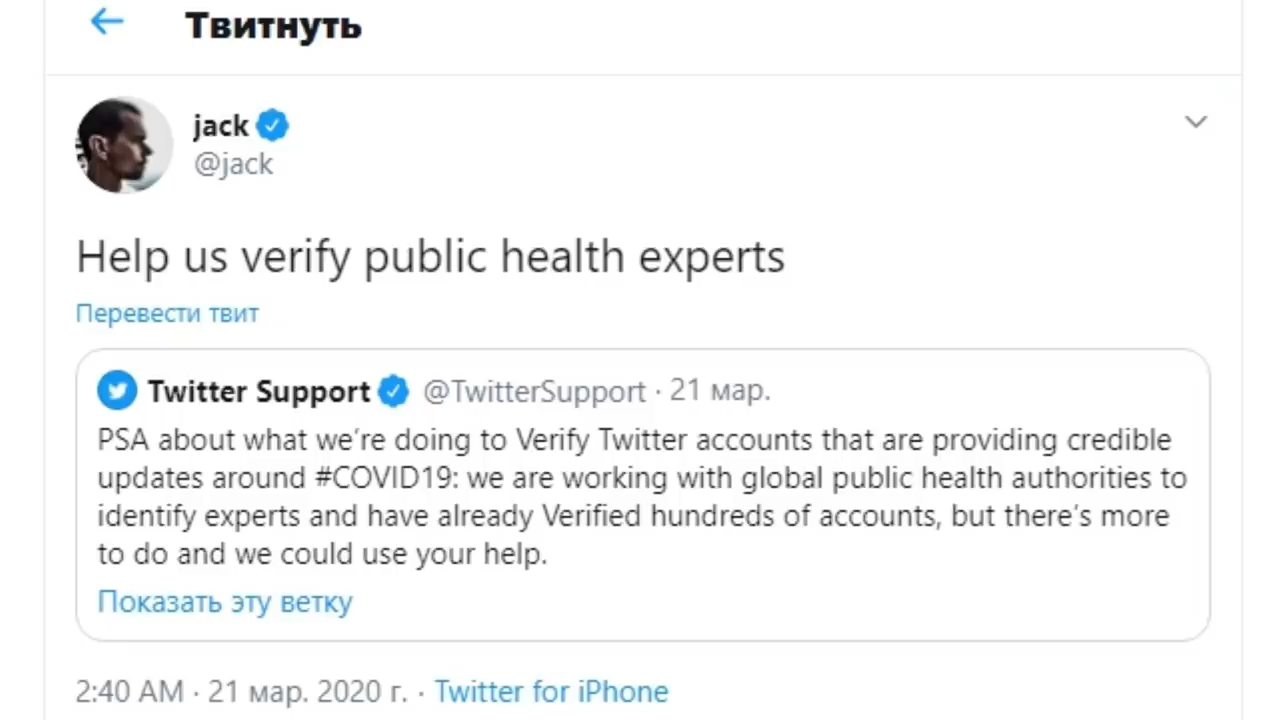 Твитнуть
jack
@jack
Help us verify public health experts
Перевести твит
Twitter Support @TwitterSupport · 21 мар.
PSA about what we’re doing to Verify Twitter accounts that are providing credible
updates around #COVID19: we are working with global public health authorities to
identify experts and have already Verified hundreds of accounts, but there’s more
to do and we could use your help.
Показать эту ветку
2:40 AM · 21 мар. 2020 г. · Twitter for iPhone